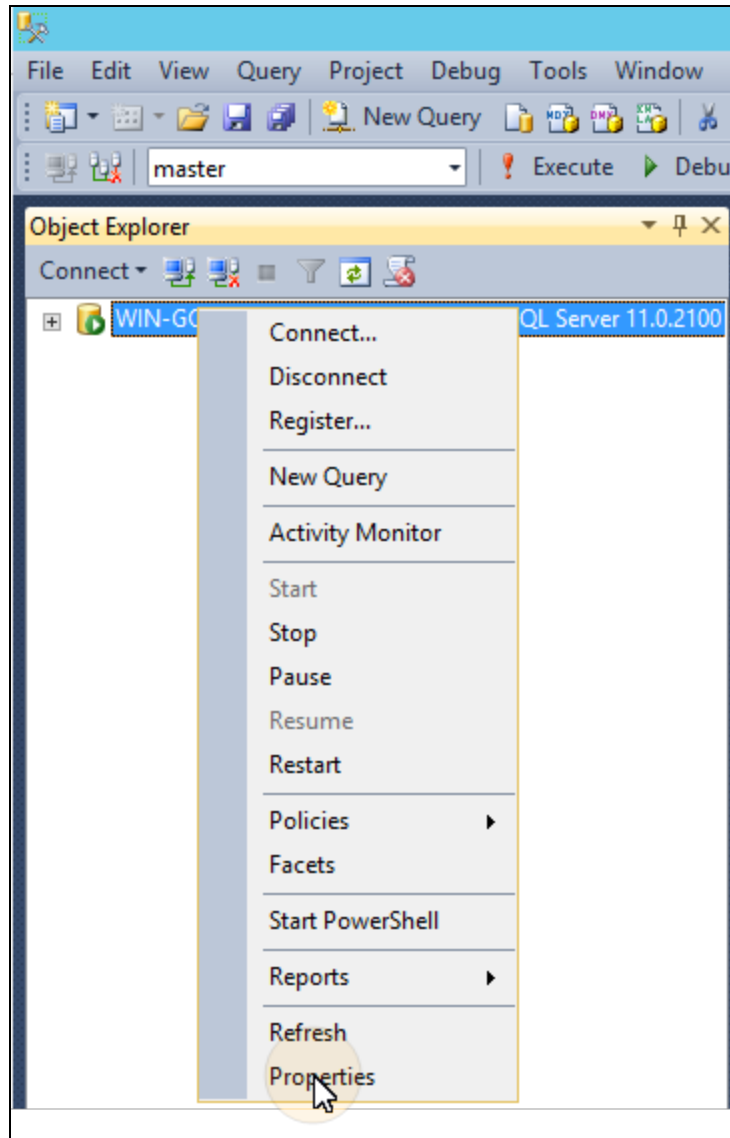 File Edit View Query Project Debug Tools Window
New Query
master Execute Debu
Object Explorer
Connect
WIN-GC QL Server 11.0.2100
Connect...
Disconnect
Register...
New Query
Activity Monitor
Start
Stop
Pause
Resume
Restart
Policies
Facets
Start PowerShell
Reports
Refresh
Properties